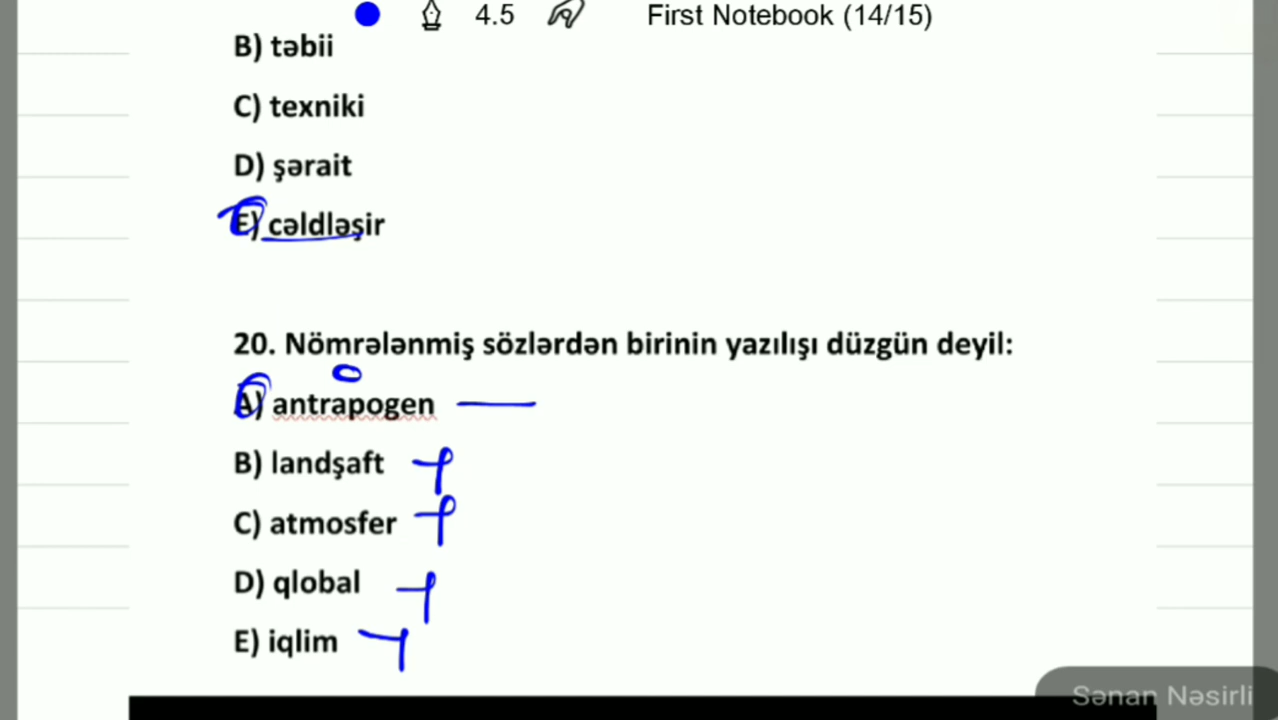 4.5 First Notebook (14/15)
B) təbii
C) texniki
D) şərait
E) cəldləşir
20. Nömrələnmiş sözlərdən birinin yazılışı düzgün deyil:
o
A) antrapogen —
B) landşaft +
C) atmosfer +
D) qlobal +
E) iqlim +
Sənan Nəsirli